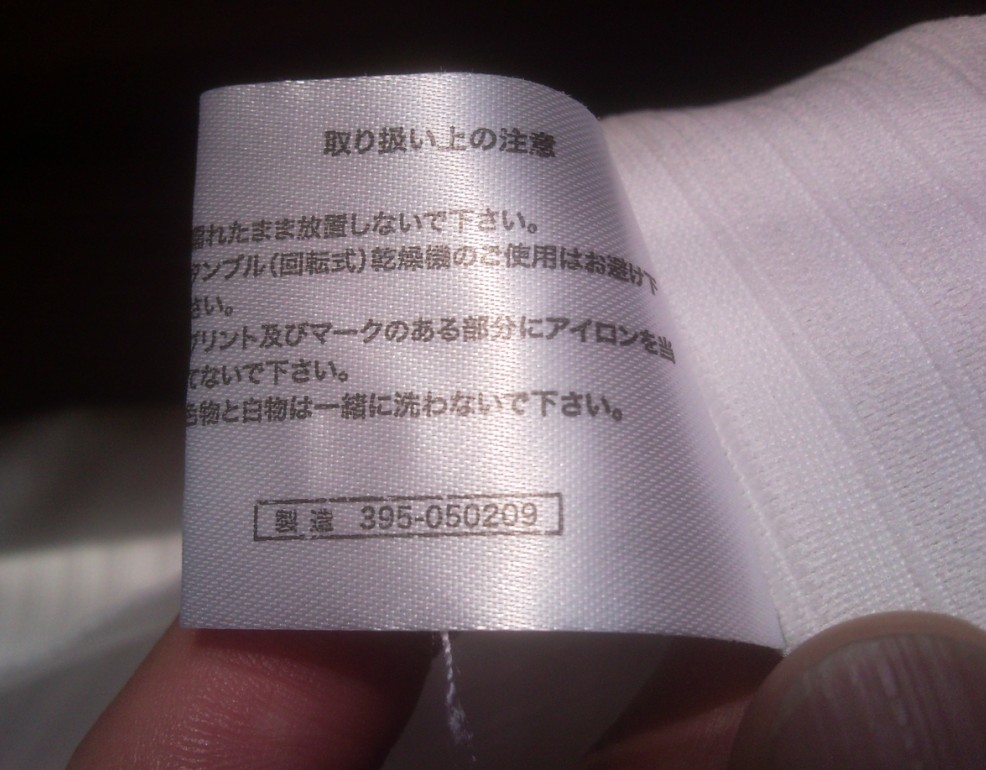 取り扱い上の注意
濡れたまま放置しないで下さい。
タンブル(回転式)乾燥機のご使用はお避け下
さい。
プリント及びマークのある部分にアイロンを当
てないで下さい。
色物と白物は一緒に洗わないで下さい。
製造 395-050209